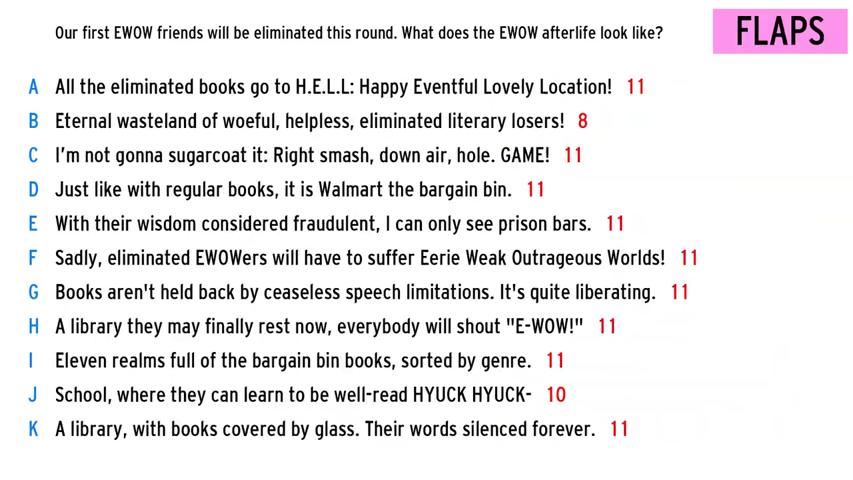 Our first EWOW friends will be eliminated this round. What does the EWOW afterlife look like?
FLAPS
A All the eliminated books go to H.E.L.L: Happy Eventful Lovely Location! 11
B Eternal wasteland of woeful, helpless, eliminated literary losers! 8
C I'm not gonna sugarcoat it: Right smash, down air, hole. GAME! 11
D Just like with regular books, it is Walmart the bargain bin. 11
E With their wisdom considered fraudulent, I can only see prison bars. 11
F Sadly, eliminated EWOWers will have to suffer Eerie Weak Outrageous Worlds! 11
G Books aren't held back by ceaseless speech limitations. It's quite liberating. 11
H A library they may finally rest now, everybody will shout "E-WOW!" 11
I Eleven realms full of the bargain bin books, sorted by genre. 11
J School, where they can learn to be well-read HYUCK HYUCK- 10
K A library, with books covered by glass. Their words silenced forever. 11